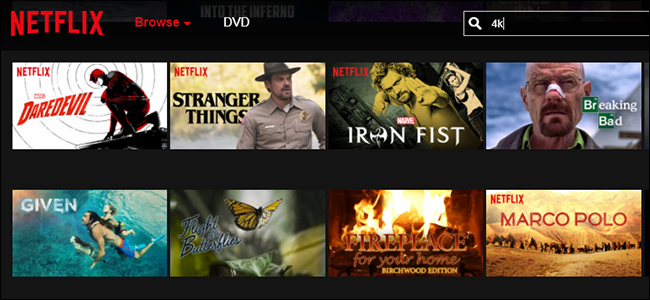 INTO THE INFERNO
NETFLIX
Browse
DVD
4k
NETFLIX
DAREDEVIL
NETFLIX
STRANGER
THINGS
NETFLIX
MARVEL
IRON FIST
Breaking
Bad
GIVEN
Flight
of the
Butterflies
FIREPLACE
for your home
BIRCHWOOD EDITION
NETFLIX
MARCO POLO